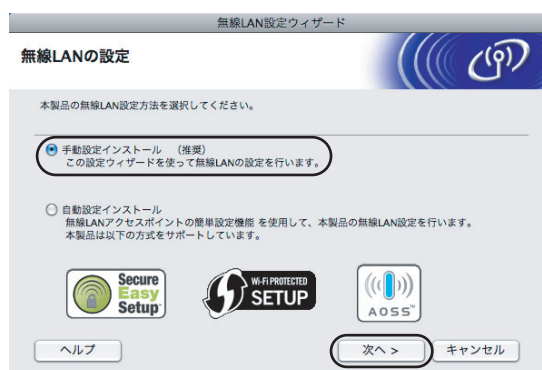 無線LAN設定ウィザード
無線LANの設定
本製品の無線LAN設定方法を選択してください。
手動設定インストール （推奨）
この設定ウィザードを使って無線LANの設定を行います。
自動設定インストール
無線LANアクセスポイントの簡単設定機能 を使用して、本製品の無線LAN設定を行います。
本製品は以下の方式をサポートしています。
Secure
Easy
Setup
WI-FI PROTECTED
SETUP
AOSS™
ヘルプ
次へ >
キャンセル